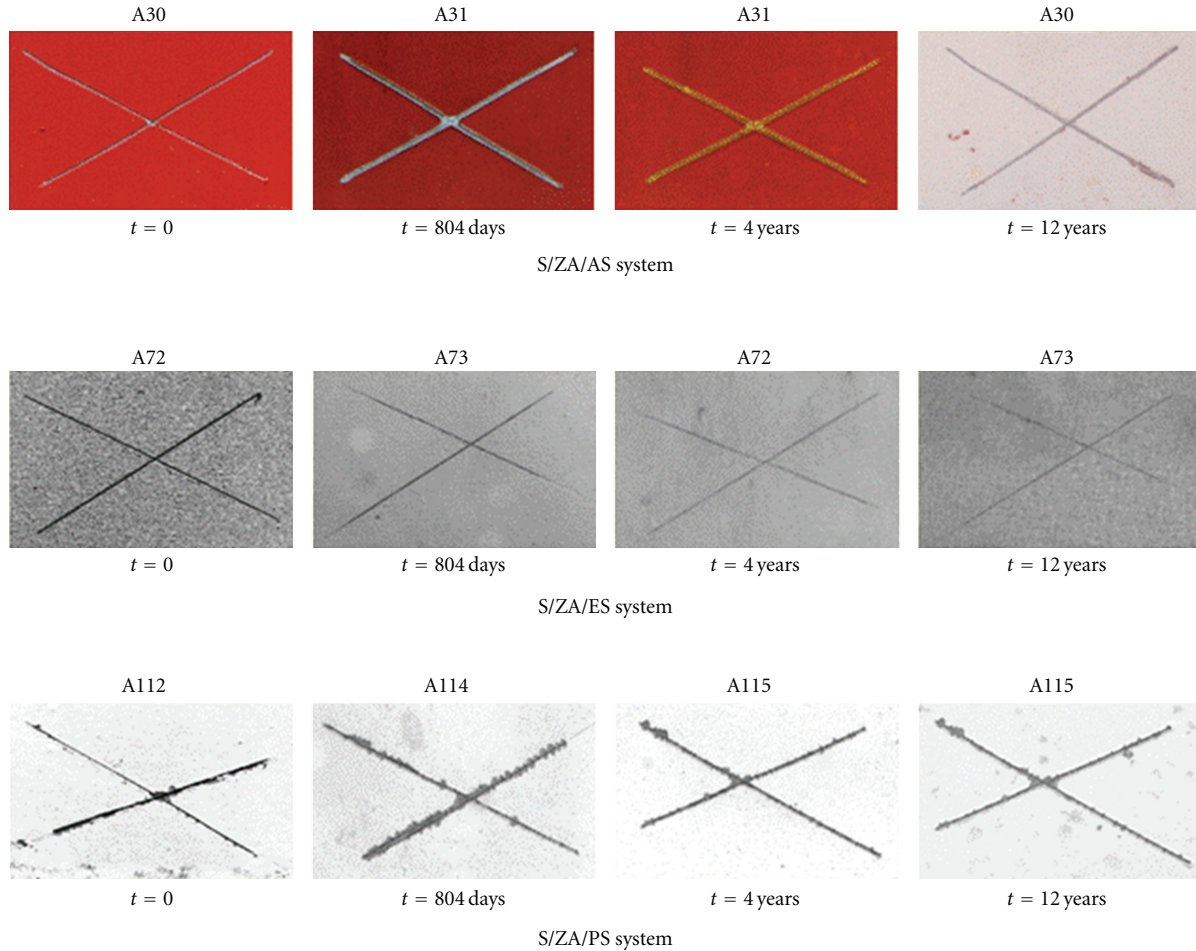 A30 A31 A31 A30
t = 0 t = 804 days t = 4 years t = 12 years
S/ZA/AS system
A72 A73 A72 A73
t = 0 t = 804 days t = 4 years t = 12 years
S/ZA/ES system
A112 A114 A115 A115
t = 0 t = 804 days t = 4 years t = 12 years
S/ZA/PS system